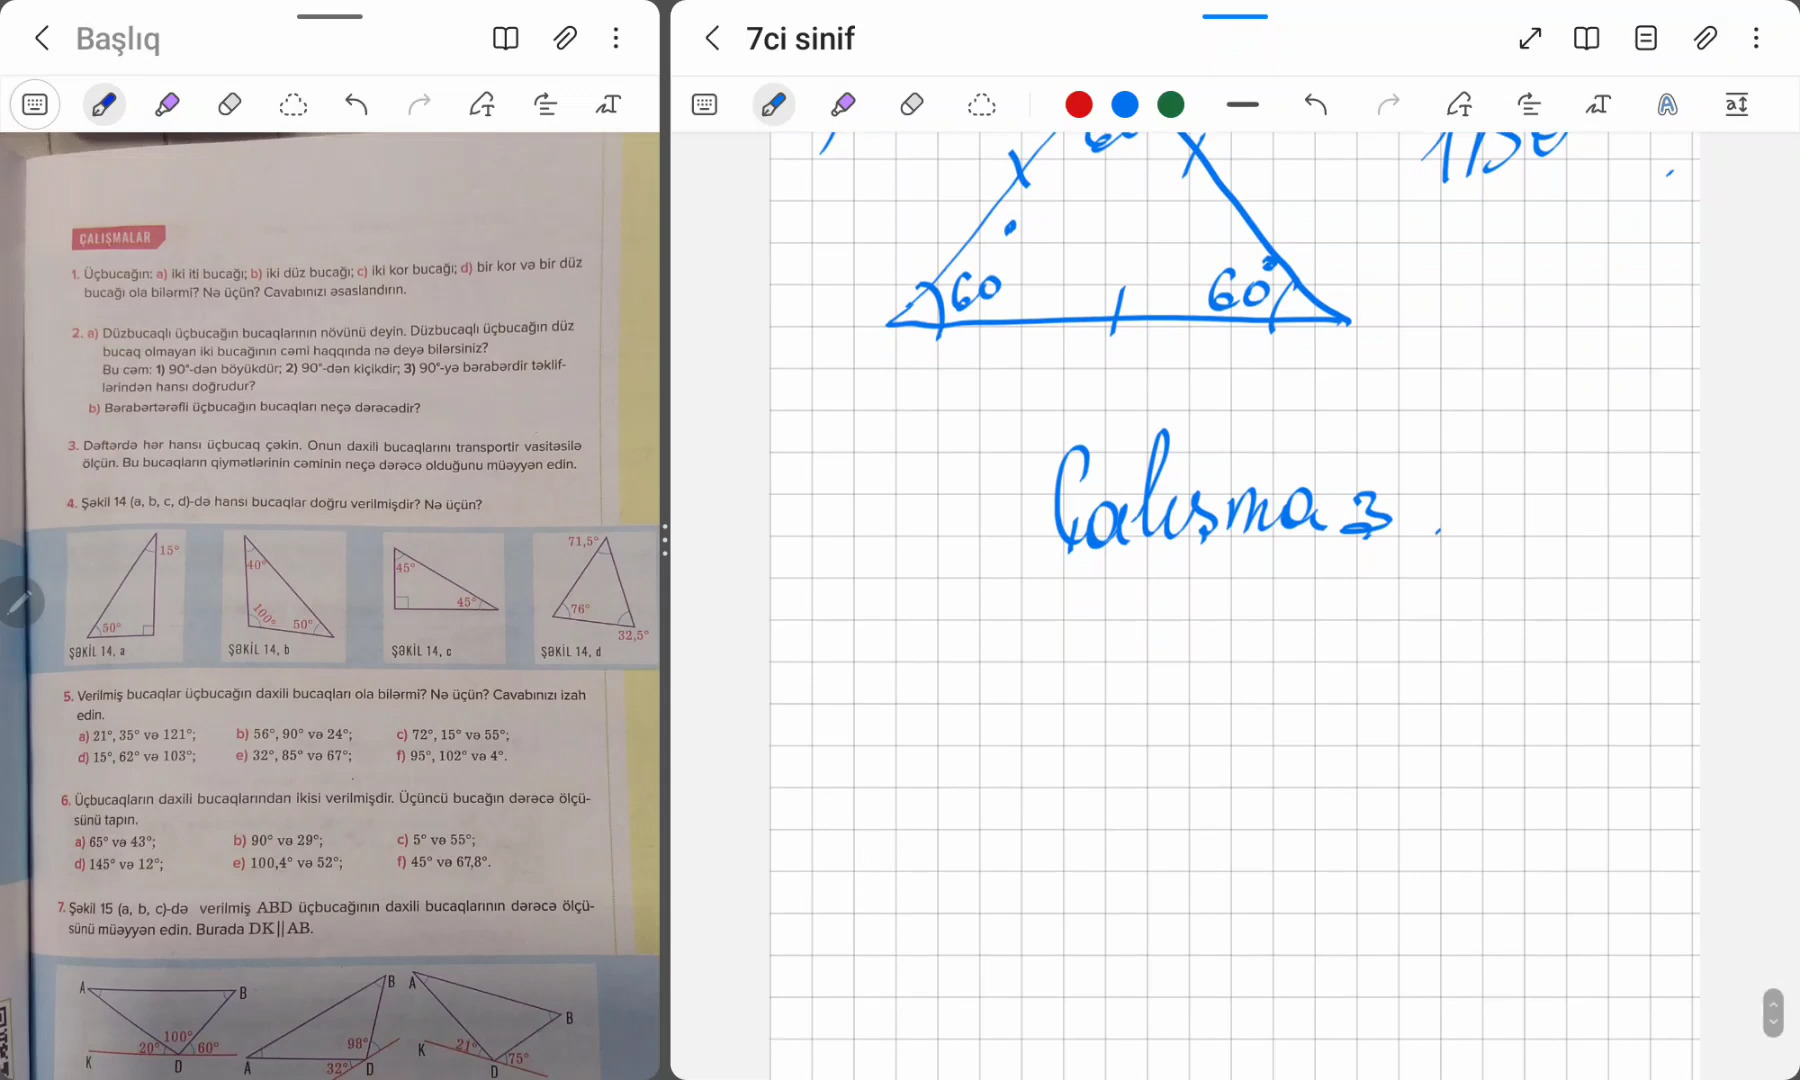 Başlıq
ÇALIŞMALAR
1. Üçbucağın: a) iki iti bucağı; b) iki düz bucağı; c) iki kor bucağı; d) bir kor və bir düz
bucağı ola bilərmi? Nə üçün? Cavabınızı əsaslandırın.
2. a) Düzbucaqlı üçbucağın bucaqlarının növünü deyin. Düzbucaqlı üçbucağın düz
bucaq olmayan iki bucağının cəmi haqqında nə deyə bilərsiniz?
Bu cəm: 1) 90°-dən böyükdür; 2) 90°-dən kiçikdir; 3) 90°-yə bərabərdir təklif-
lərindən hansı doğrudur?
b) Bərabərtərəfli üçbucağın bucaqları neçə dərəcədir?
3. Dəftərdə hər hansı üçbucaq çəkin. Onun daxili bucaqlarını transportir vasitəsilə
ölçün. Bu bucaqların qiymətlərinin cəminin neçə dərəcə olduğunu müəyyən edin.
4. Şəkil 14 (a, b, c, d)-də hansı bucaqlar doğru verilmişdir? Nə üçün?
15°
50°
ŞƏKİL 14, a
40°
100°
50°
ŞƏKİL 14, b
45°
45°
ŞƏKİL 14, c
71,5°
76°
32,5°
ŞƏKİL 14, d
5. Verilmiş bucaqlar üçbucağın daxili bucaqları ola bilərmi? Nə üçün? Cavabınızı izah
edin.
a) 21°, 35° və 121°; b) 56°, 90° və 24°; c) 72°, 15° və 55°;
d) 15°, 62° və 103°; e) 32°, 85° və 67°; f) 95°, 102° və 4°.
6. Üçbucaqların daxili bucaqlarından ikisi verilmişdir. Üçüncü bucağın dərəcə ölçü-
sünü tapın.
a) 65° və 43°; b) 90° və 29°; c) 5° və 55°;
d) 145° və 12°; e) 100,4° və 52°; f) 45° və 67,8°.
7. Şəkil 15 (a, b, c)-də verilmiş ABD üçbucağının daxili bucaqlarının dərəcə ölçü-
sünü müəyyən edin. Burada DK||AB.
A B
100°
20° 60°
K D
B
98°
A 32° D
A
B
K 21° 75°
D
7ci sinif
60
60°
Çalışma 3